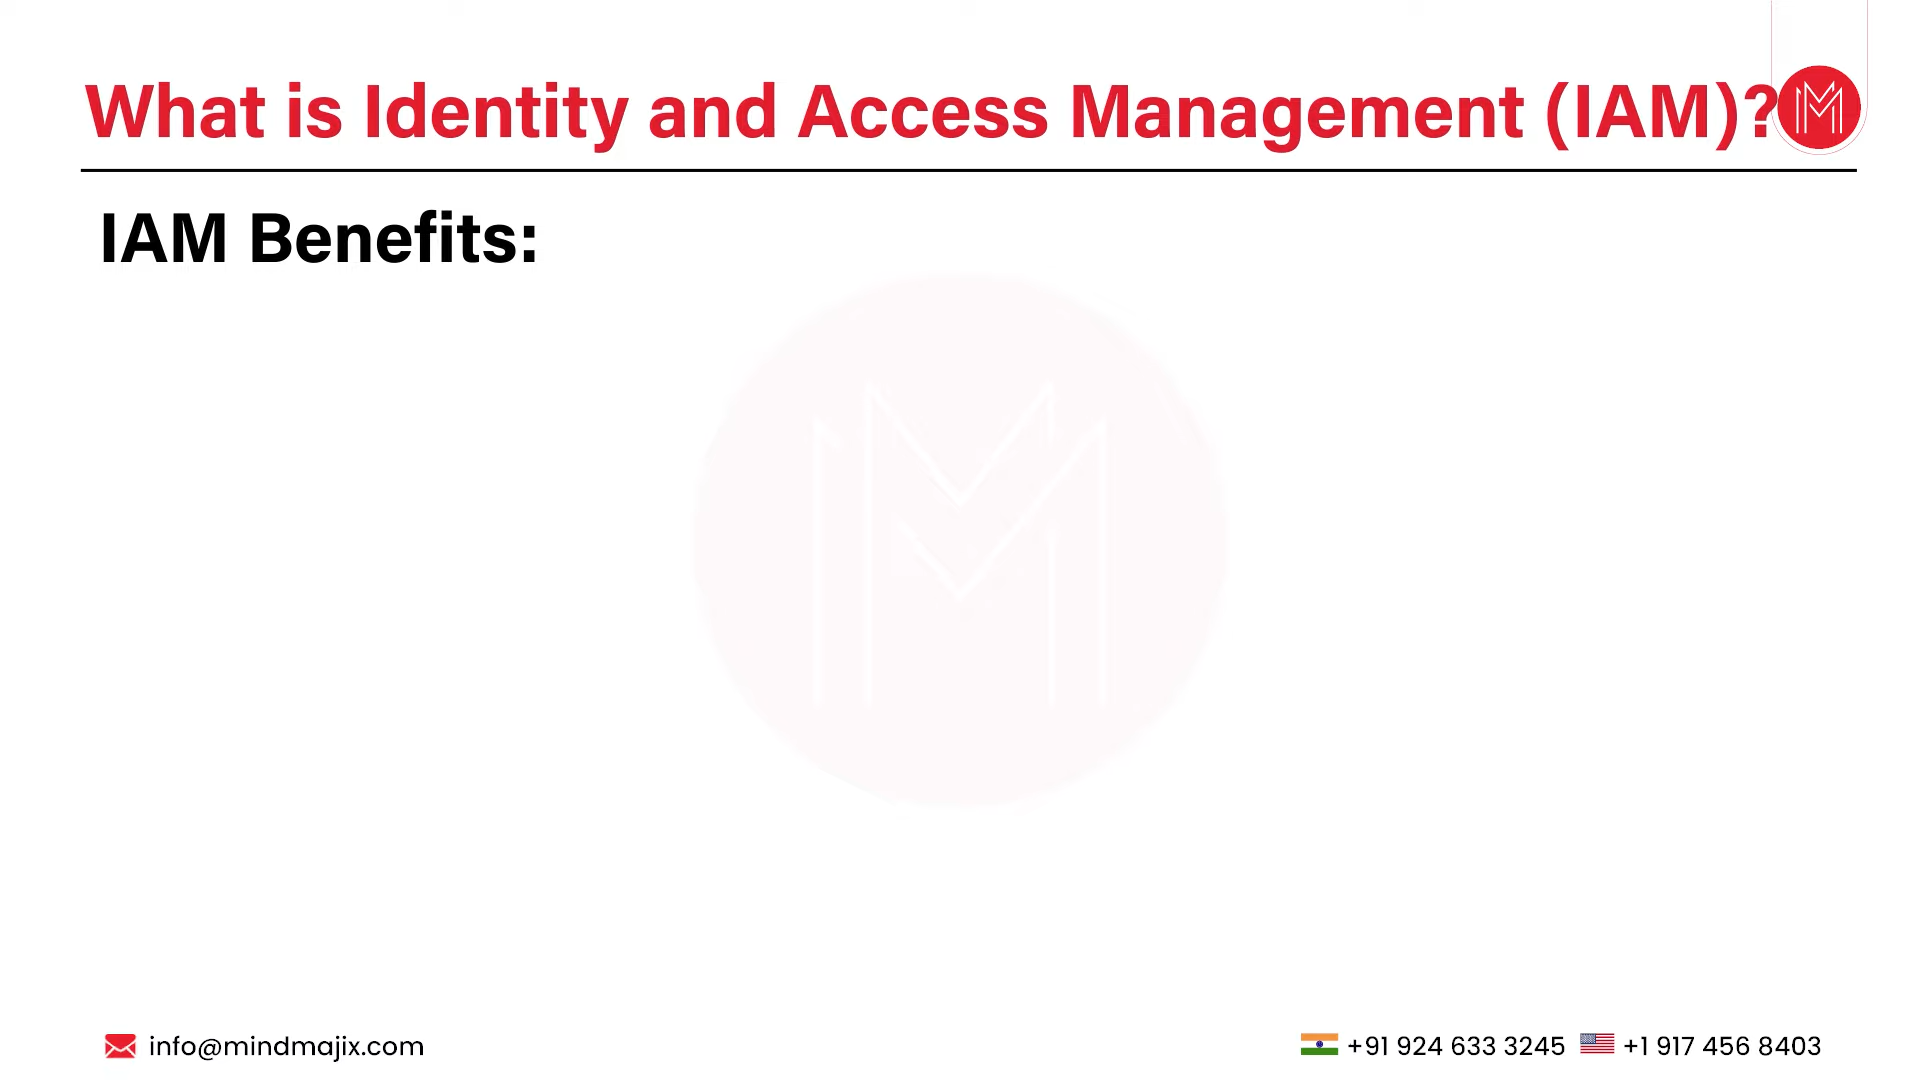 What is Identity and Access Management (IAM)?
IAM Benefits:
info@mindmajix.com
+91 924 633 3245
+1 917 456 8403